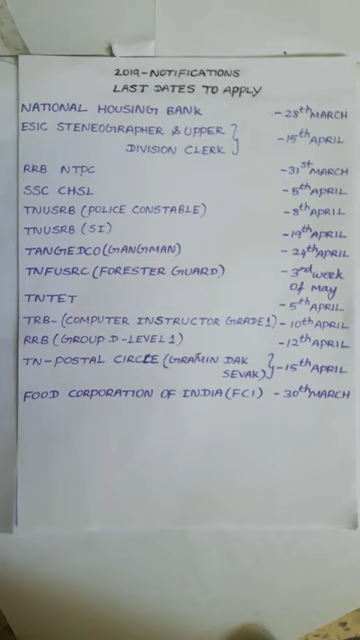 2019-NOTIFICATIONS
LAST DATES TO APPLY
NATIONAL HOUSING BANK -28th MARCH
ESIC STENEOGRAPHER & UPPER
DIVISION CLERK -15th APRIL
RRB NTPC -31st MARCH
SSC CHSL -5th APRIL
TNUSRB (POLICE CONSTABLE) -8th APRIL
TNUSRB (SI) -19th APRIL
TANGEDCO (GANGMAN) -24th APRIL
TNFUSRC (FORESTER GUARD) -3rd week
of May
TNTET -5th APRIL
TRB-(COMPUTER INSTRUCTOR GRADE1) -10th APRIL
RRB (GROUP D-LEVEL 1) -12th APRIL
TN-POSTAL CIRCLE (GRAMIN DAK
SEVAK) -15th APRIL
FOOD CORPORATION OF INDIA (FCI) -30th MARCH